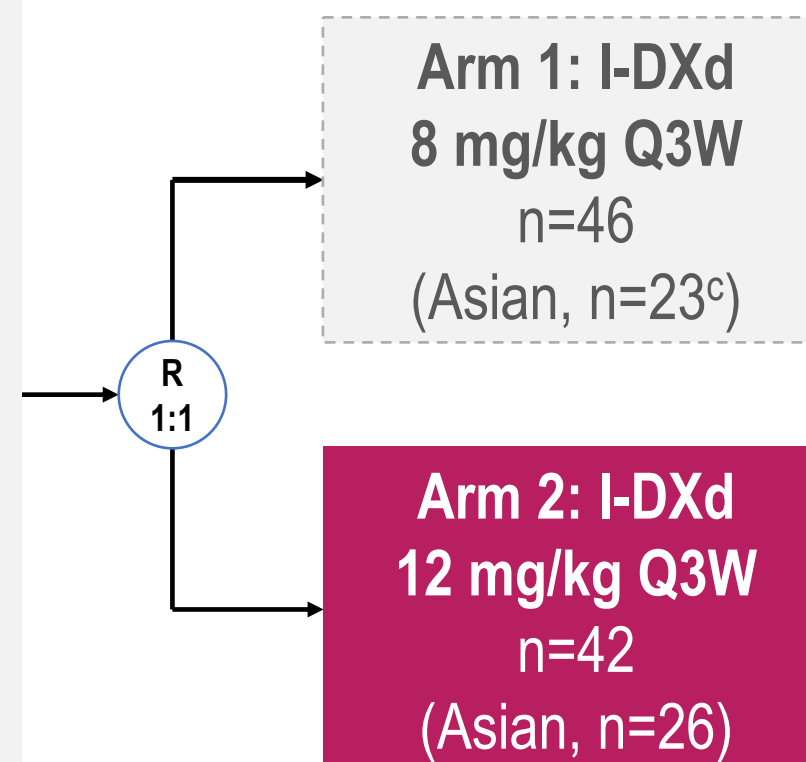 Arm 1: I-DXd
8 mg/kg Q3W
n=46
(Asian, n=23ᶜ)
R
1:1
Arm 2: I-DXd
12 mg/kg Q3W
n=42
(Asian, n=26)